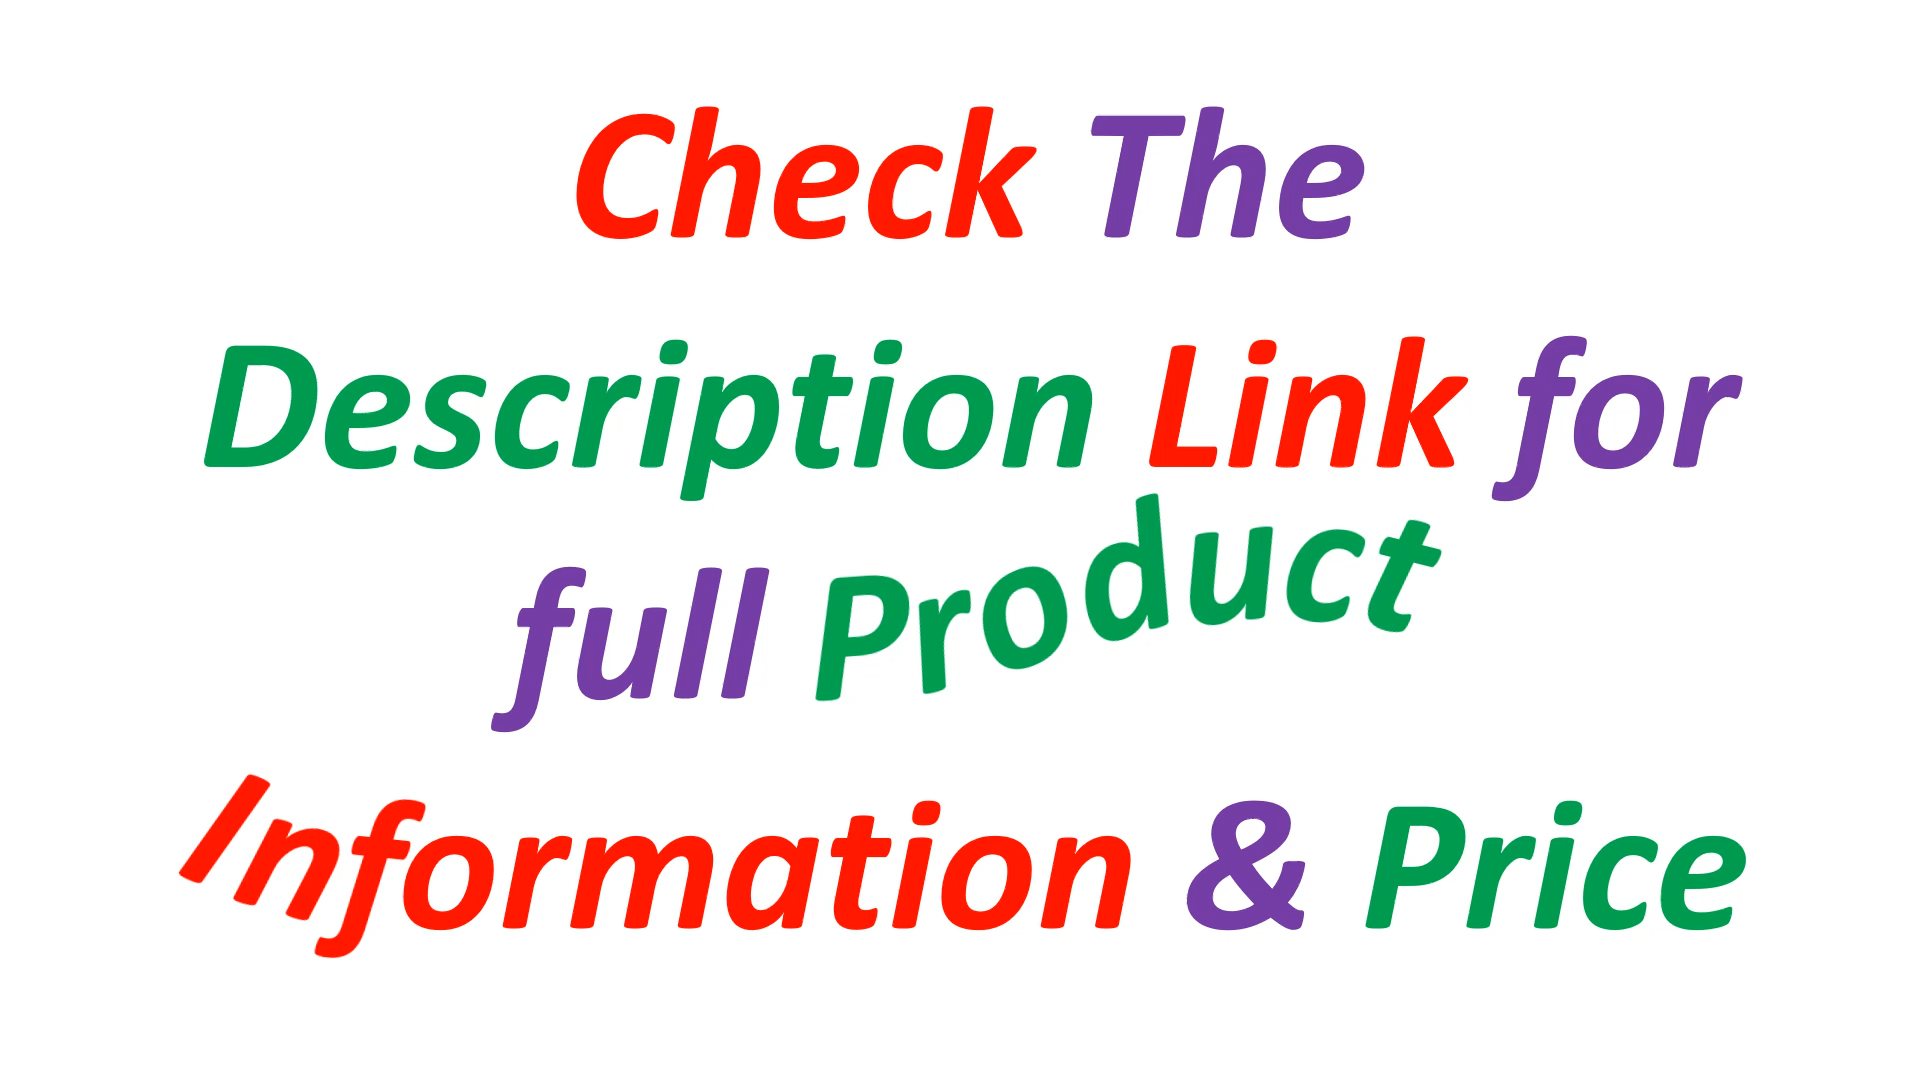 Check The
Description Link for
full Product
Information & Price